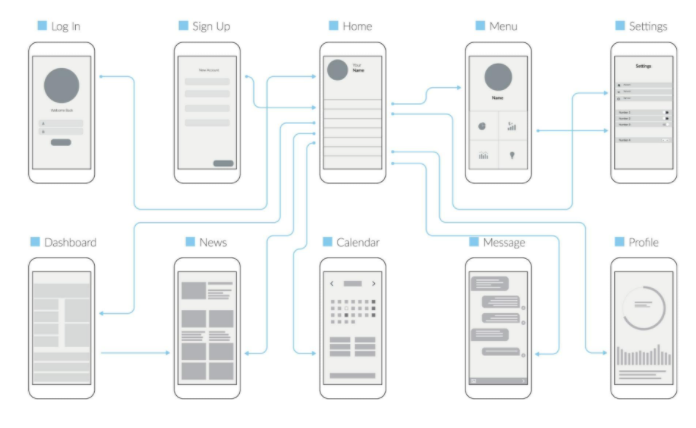 Log In
Sign Up
Home
Menu
Settings
Welcome Back
New Account
Your
Name
Name
Settings
Dashboard
News
Calendar
Message
Profile